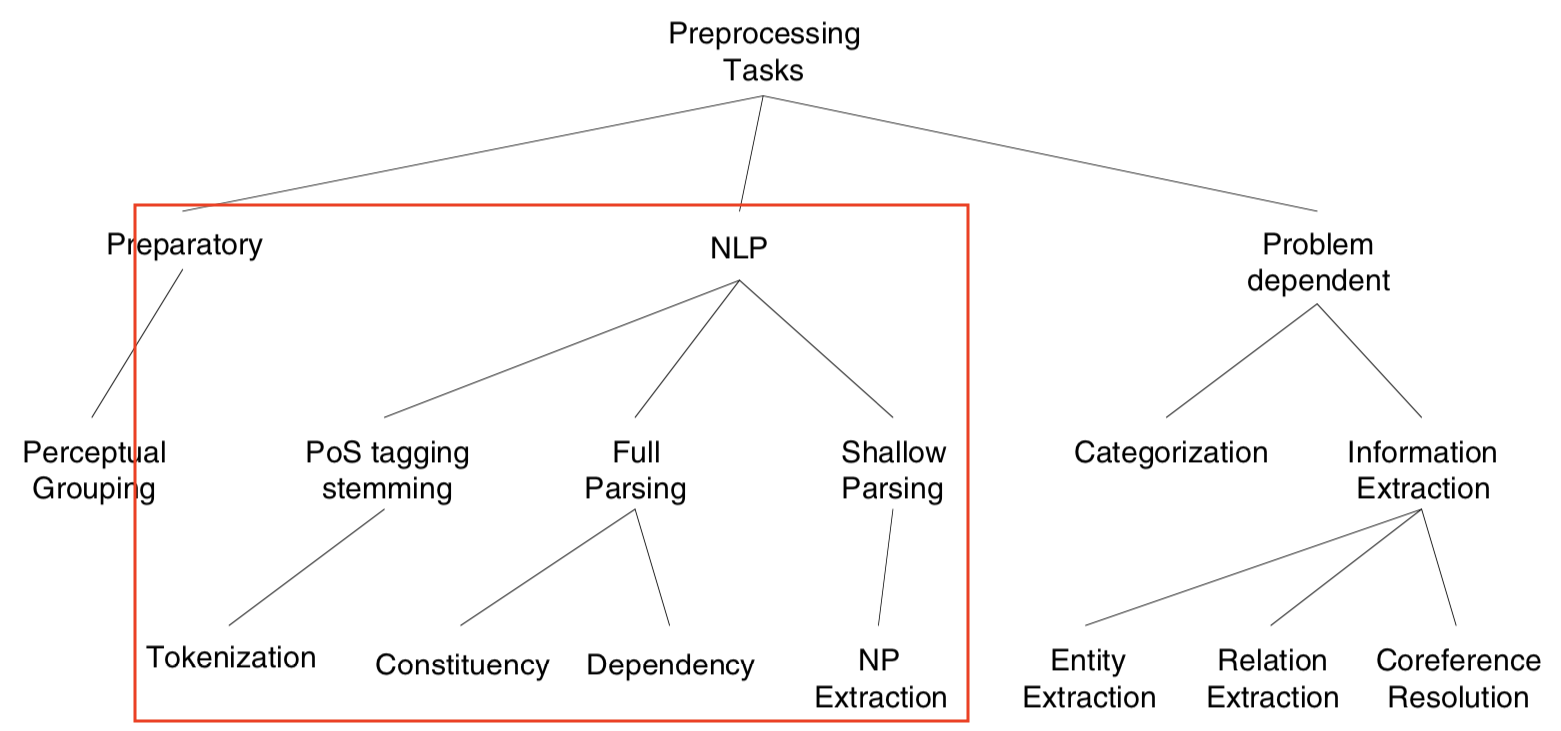 Preprocessing
Tasks
Preparatory
NLP
Problem
dependent
Perceptual
Grouping
PoS tagging
stemming
Full
Parsing
Shallow
Parsing
Categorization
Information
Extraction
Tokenization
Constituency
Dependency
NP
Extraction
Entity
Extraction
Relation
Extraction
Coreference
Resolution